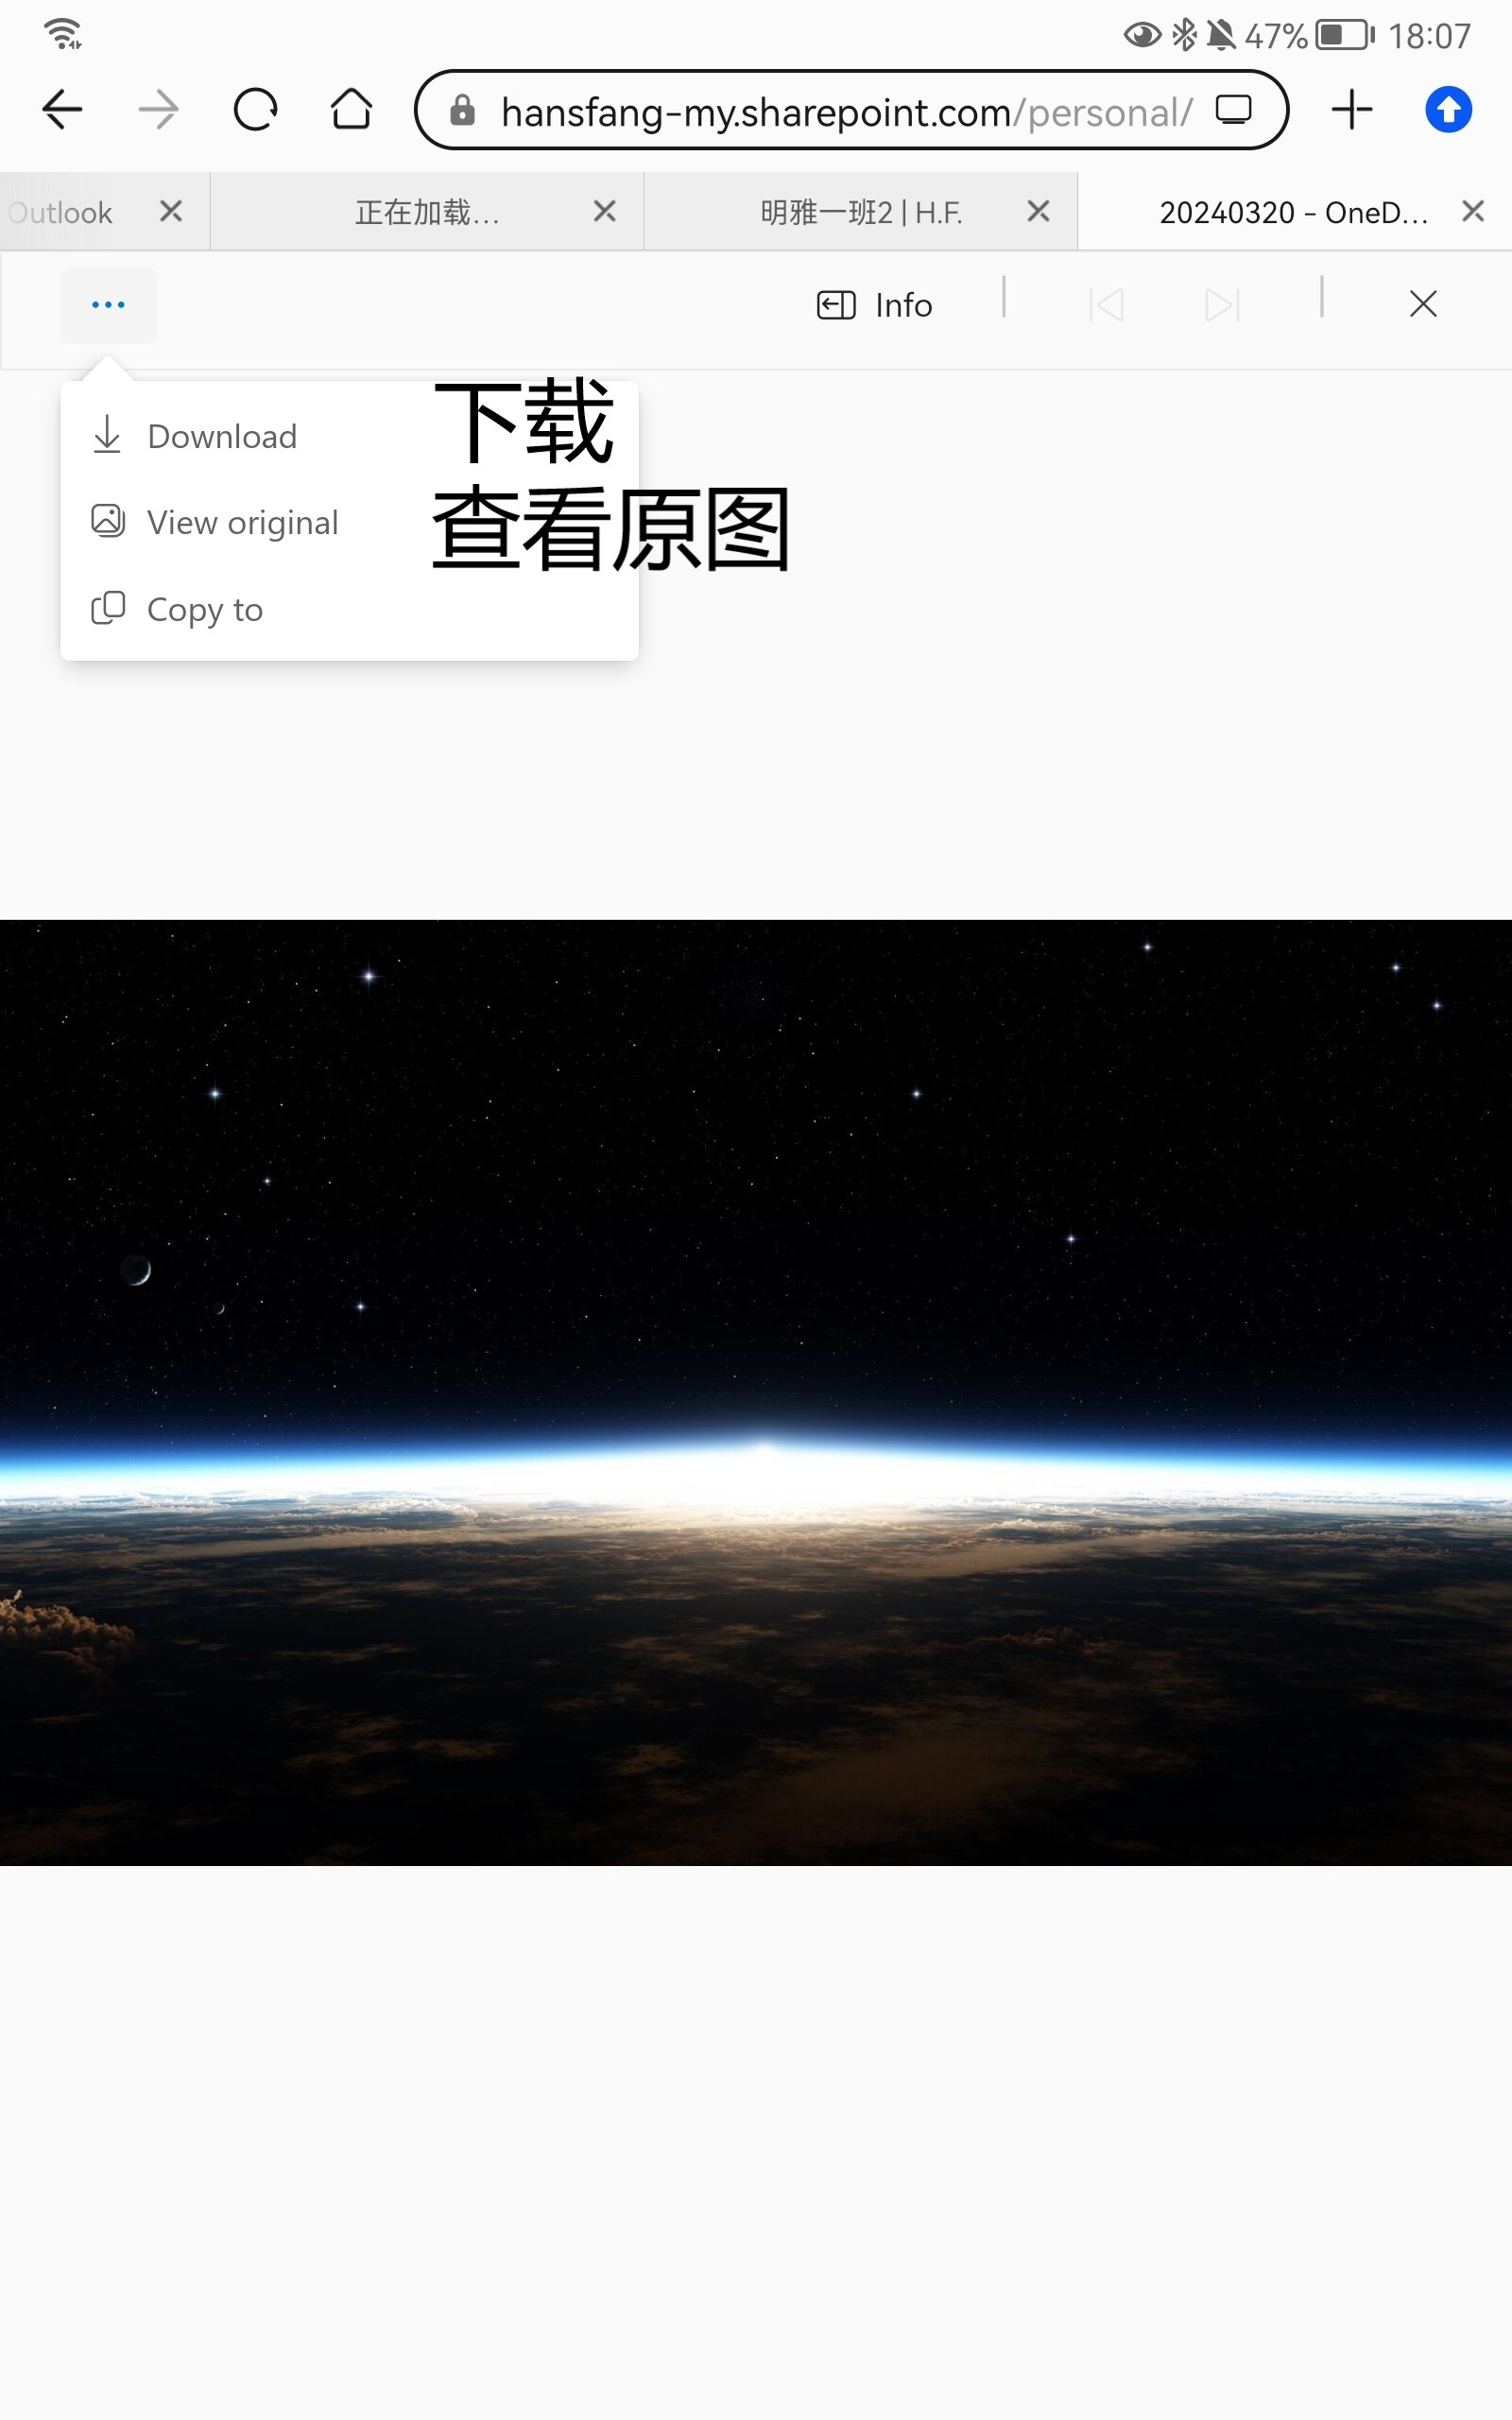 47% 18:07
hansfang-my.sharepoint.com/personal/
Outlook
正在加载...
明雅一班2 | H.F.
20240320 - OneD...
Info
Download 下载
View original 查看原图
Copy to